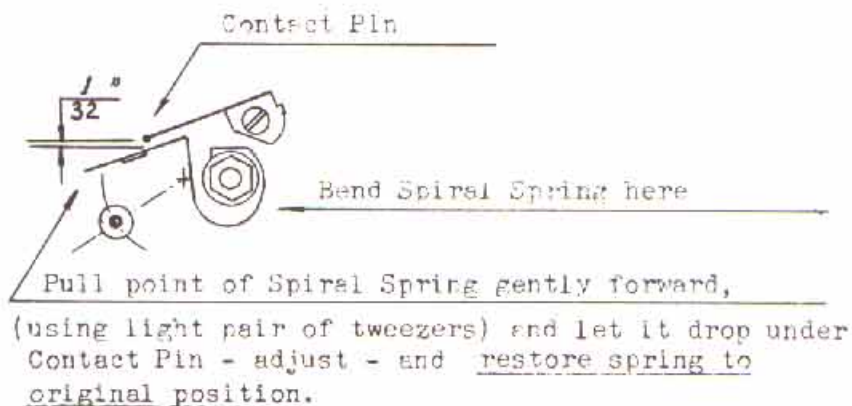 Contact Pin
1"
32
Bend Spiral Spring here
Pull point of Spiral Spring gently forward,
(using light pair of tweezers) and let it drop under
Contact Pin - adjust - and restore spring to
original position.